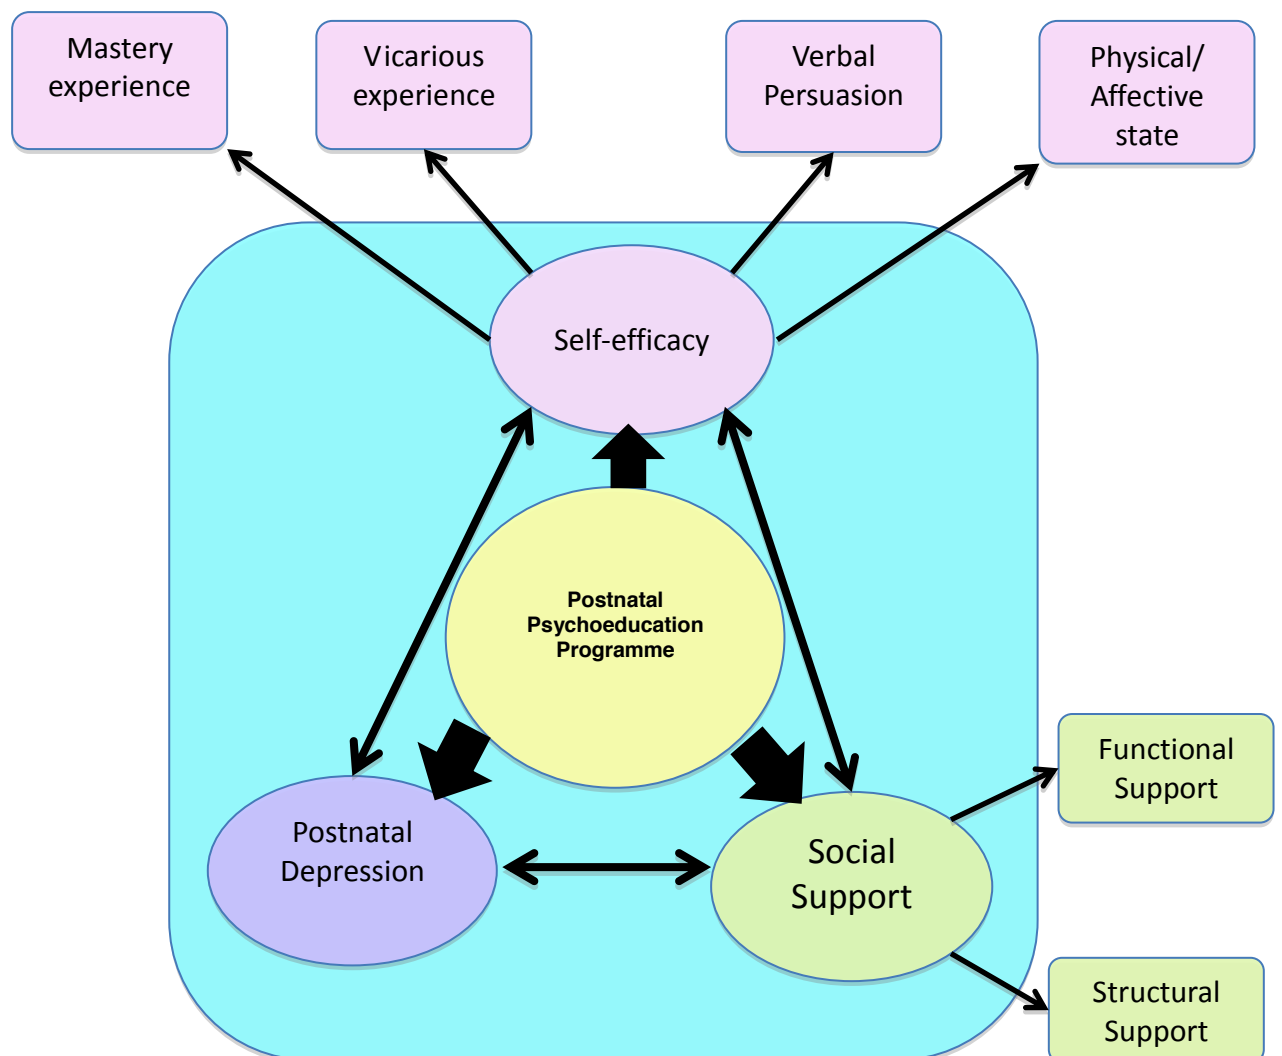 Mastery
experience
Vicarious
experience
Verbal
Persuasion
Physical/
Affective
state
Self-efficacy
Postnatal
Psychoeducation
Programme
Functional
Support
Postnatal
Depression
Social
Support
Structural
Support